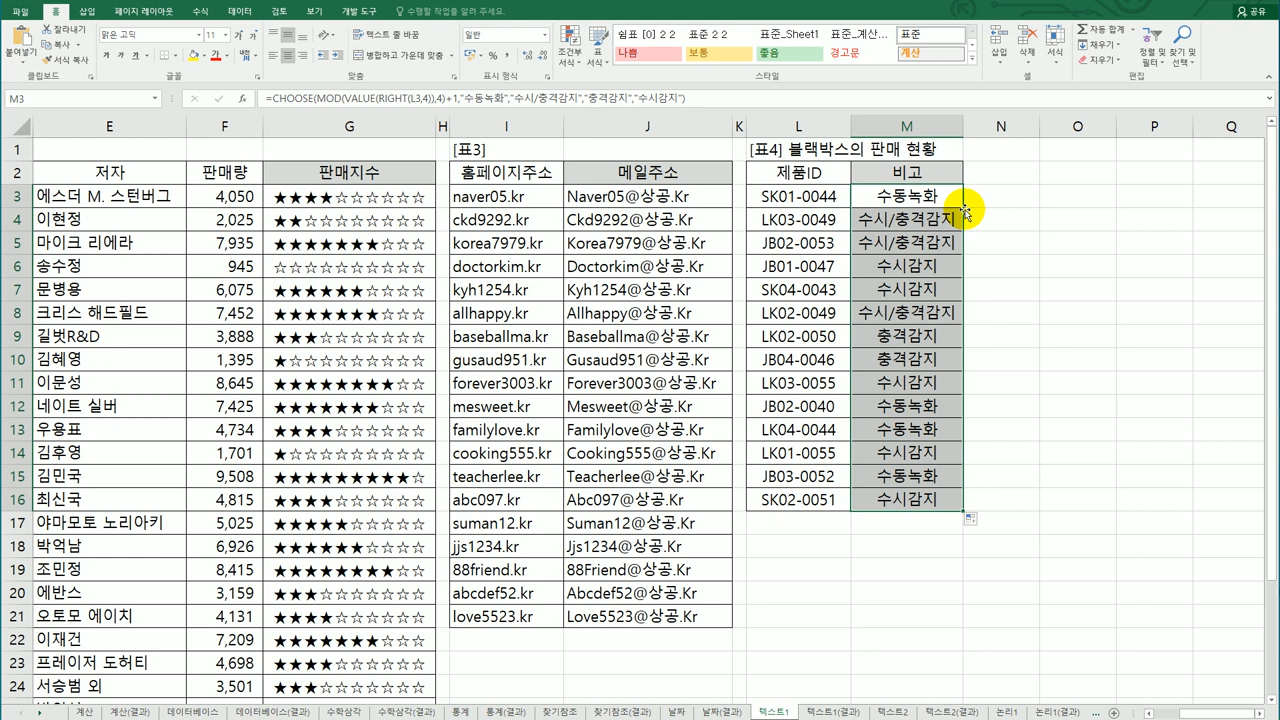 파일 홈 삽입 페이지 레이아웃 수식 데이터 검토 보기 개발 도구 수행할 작업을 알려 주세요. 공유
붙여넣기 잘라내기 복사 서식 복사 클립보드
맑은 고딕 11 가 가 가 가 가 글꼴
텍스트 줄 바꿈 병합하고 가운데 맞춤 맞춤
일반 % 표시 형식
조건부 서식 표 서식 쉼표 [0] 2 2 표준 2 2 표준_Sheet1 표준_계산... 표준
나쁨 보통 좋음 경고문 계산 스타일
삽입 삭제 서식 셀
자동 합계 채우기 지우기 정렬 및 필터 찾기 및 선택 편집
M3 fx =CHOOSE(MOD(VALUE(RIGHT(L3,4)),4)+1,"수동녹화","수시/충격감지","충격감지","수시감지")
E F G H I J K L M N O P Q
1 [표3] [표4] 블랙박스의 판매 현황
2 저자 판매량 판매지수 홈페이지주소 메일주소 제품ID 비고
3 에스더 M. 스턴버그 4,050 ★★★★☆☆☆☆☆☆ naver05.kr Naver05@상공.Kr SK01-0044 수동녹화
4 이현정 2,025 ★★☆☆☆☆☆☆☆☆ ckd9292.kr Ckd9292@상공.Kr LK03-0049 수시/충격감지
5 마이크 리에라 7,935 ★★★★★★★☆☆☆ korea7979.kr Korea7979@상공.Kr JB02-0053 수시/충격감지
6 송수정 945 ☆☆☆☆☆☆☆☆☆☆ doctorkim.kr Doctorkim@상공.Kr JB01-0047 수시감지
7 문병용 6,075 ★★★★★★☆☆☆☆ kyh1254.kr Kyh1254@상공.Kr SK04-0043 수시감지
8 크리스 해드필드 7,452 ★★★★★★★☆☆☆ allhappy.kr Allhappy@상공.Kr LK02-0049 수시/충격감지
9 길벗R&D 3,888 ★★★☆☆☆☆☆☆☆ baseballma.kr Baseballma@상공.Kr LK02-0050 충격감지
10 김혜영 1,395 ★☆☆☆☆☆☆☆☆☆ gusaud951.kr Gusaud951@상공.Kr JB04-0046 충격감지
11 이문성 8,645 ★★★★★★★★☆☆ forever3003.kr Forever3003@상공.Kr LK03-0055 수시감지
12 네이트 실버 7,425 ★★★★★★★☆☆☆ mesweet.kr Mesweet@상공.Kr JB02-0040 수동녹화
13 우용표 4,734 ★★★★☆☆☆☆☆☆ familylove.kr Familylove@상공.Kr LK04-0044 수동녹화
14 김후영 1,701 ★☆☆☆☆☆☆☆☆☆ cooking555.kr Cooking555@상공.Kr LK01-0055 수시감지
15 김민국 9,508 ★★★★★★★★★☆ teacherlee.kr Teacherlee@상공.Kr JB03-0052 수동녹화
16 최신국 4,815 ★★★★☆☆☆☆☆☆ abc097.kr Abc097@상공.Kr SK02-0051 수시감지
17 야마모토 노리아키 5,025 ★★★★★☆☆☆☆☆ suman12.kr Suman12@상공.Kr
18 박억남 6,926 ★★★★★★☆☆☆☆ jjs1234.kr Jjs1234@상공.Kr
19 조민정 8,415 ★★★★★★★★☆☆ 88friend.kr 88Friend@상공.Kr
20 에반스 3,159 ★★★☆☆☆☆☆☆☆ abcdef52.kr Abcdef52@상공.Kr
21 오토모 에이치 4,131 ★★★★☆☆☆☆☆☆ love5523.kr Love5523@상공.Kr
22 이재건 7,209 ★★★★★★★☆☆☆
23 프레이저 도허티 4,698 ★★★★☆☆☆☆☆☆
24 서승범 외 3,501 ★★★☆☆☆☆☆☆☆
계산 계산(결과) 데이터베이스 데이터베이스(결과) 수학삼각 수학삼각(결과) 통계 통계(결과) 찾기참조 찾기참조(결과) 날짜 날짜(결과) 텍스트1 텍스트1(결과) 텍스트2 텍스트2(결과) 논리1 논리1(결과) ...